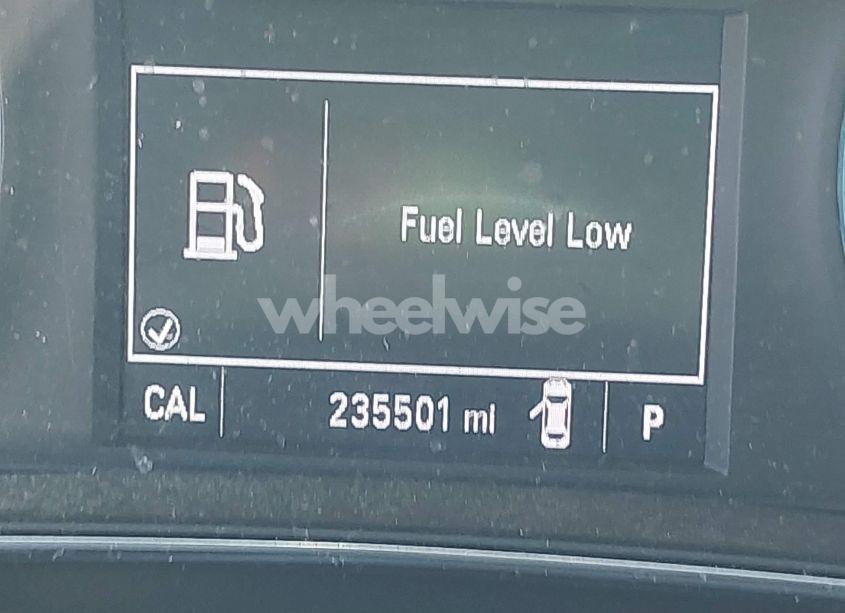 Fuel Level Low
wheelwise
CAL 235501 mi P